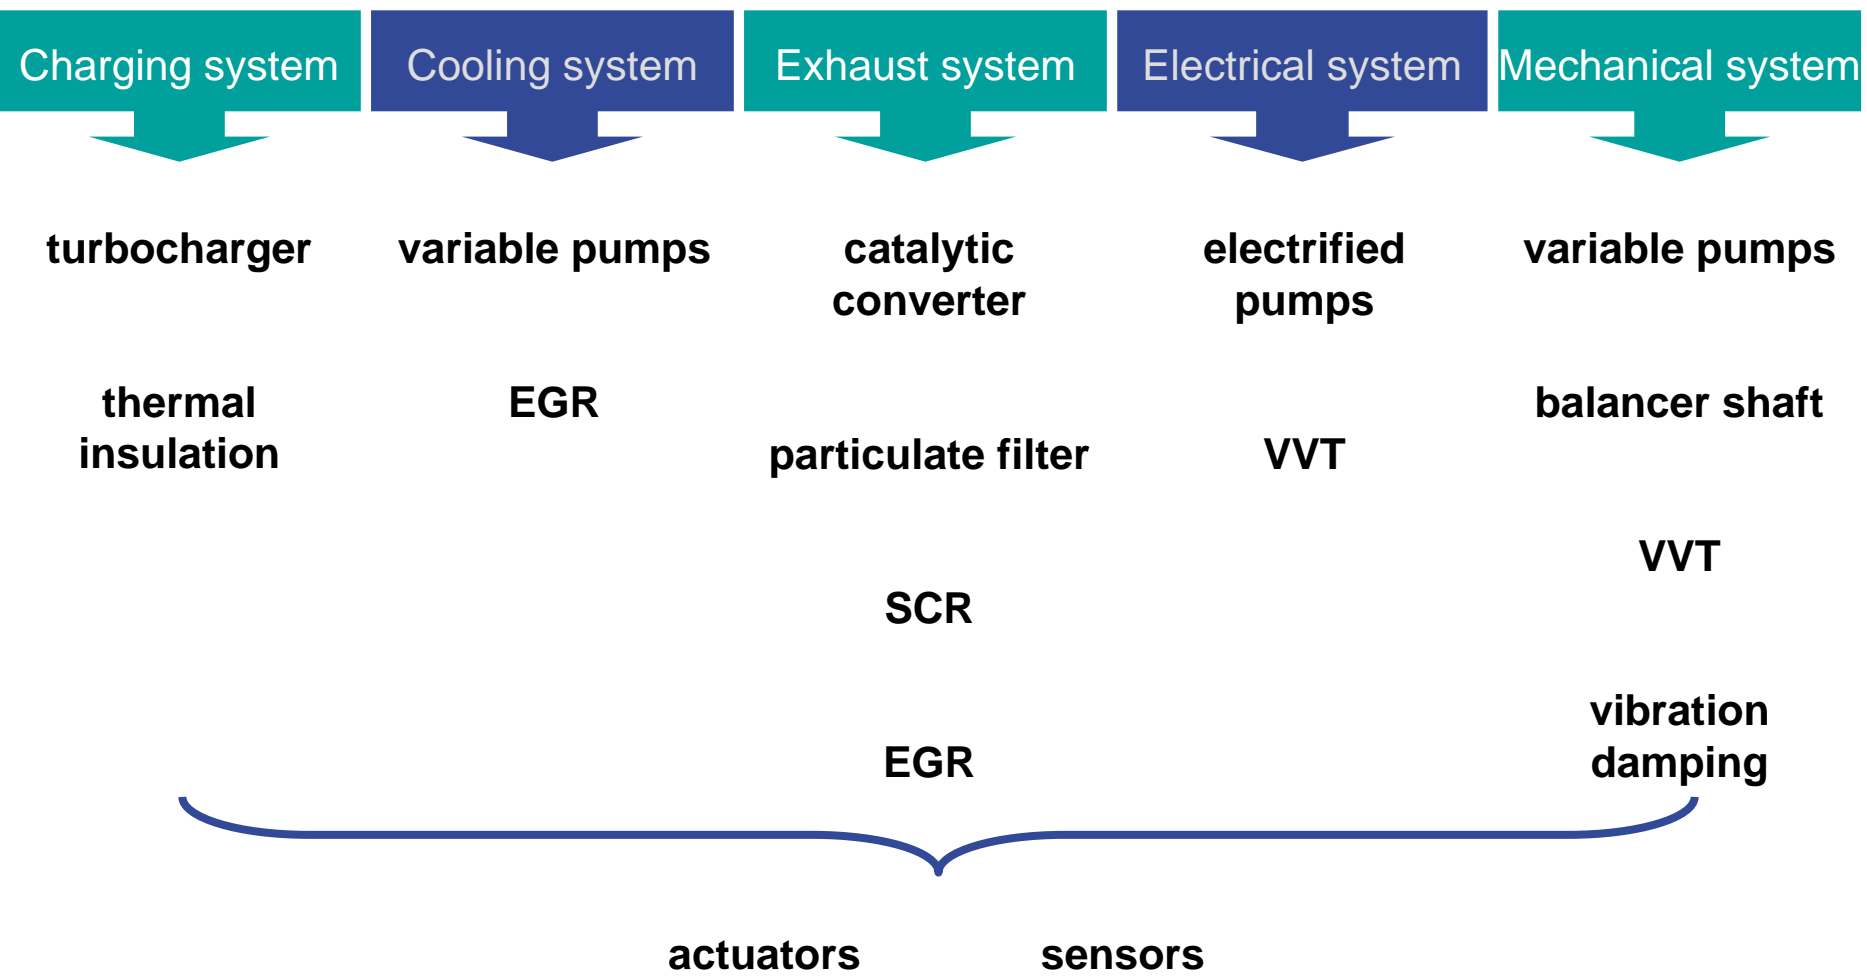 Charging system
Cooling system
Exhaust system
Electrical system
Mechanical system
turbocharger
thermal
insulation
variable pumps
EGR
catalytic
converter
particulate filter
SCR
EGR
electrified
pumps
VVT
variable pumps
balancer shaft
VVT
vibration
damping
actuators
sensors